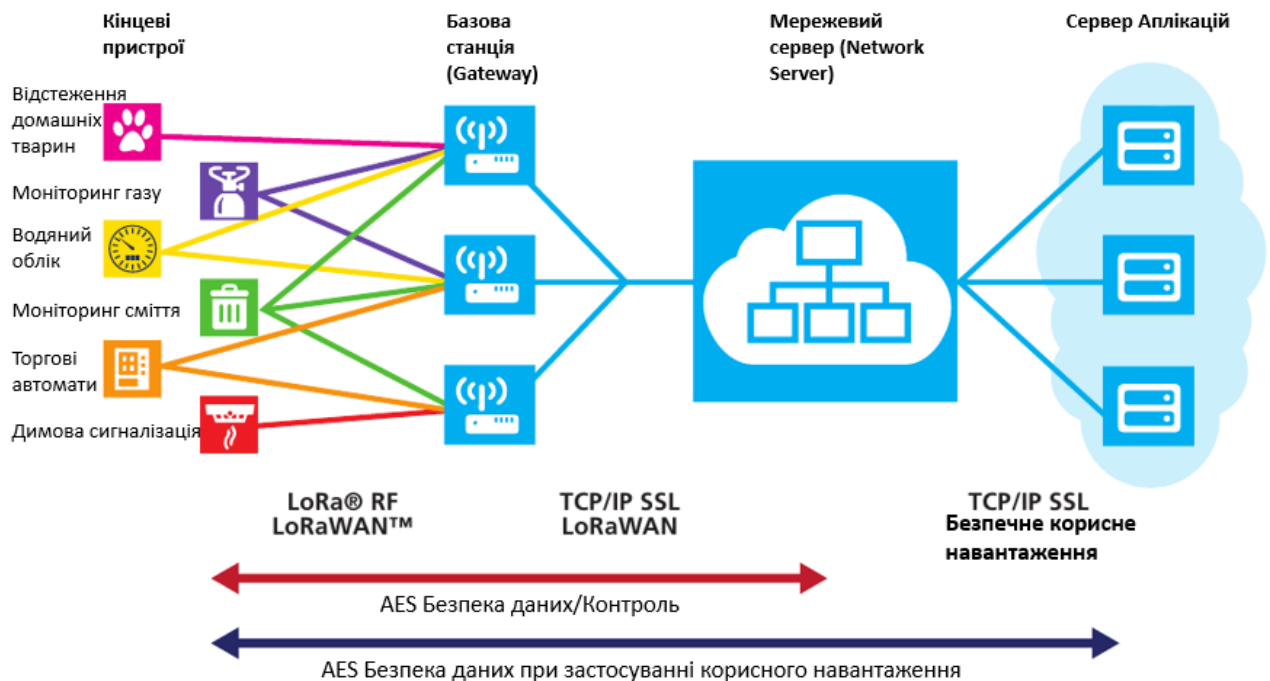 Кінцеві
пристрої
Базова
станція
(Gateway)
Мережевий
сервер (Network
Server)
Сервер Аплікацій
Відстеження
домашніх
тварин
Моніторинг газу
Водяний
облік
Моніторинг сміття
Торгові
автомати
Димова сигналізація
LoRa® RF
LoRaWAN™
TCP/IP SSL
LoRaWAN
TCP/IP SSL
Безпечне корисне
навантаження
AES Безпека даних/Контроль
AES Безпека даних при застосуванні корисного навантаження